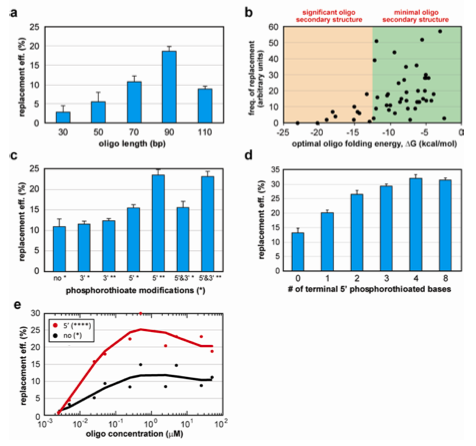 a
replacement eff. (%)
25
20
15
10
5
0
30 50 70 90 110
oligo length (bp)
b
significant oligo secondary structure
minimal oligo secondary structure
freq. of replacement (arbitrary units)
60
50
40
30
20
10
0
-25 -20 -15 -10 -5 0
optimal oligo folding energy, ΔG (kcal/mol)
c
replacement eff. (%)
25
20
15
10
5
0
no * 3' * 3' ** 5' * 5' ** 5'&3' * 5'&3' **
phosphorothioate modifications (*)
d
replacement eff. (%)
35
30
25
20
15
10
5
0
0 1 2 3 4 8
# of terminal 5' phosphorothioated bases
e
replacement eff. (%)
30
25
20
15
10
5
0
5' (****)
no (*)
10⁻³ 10⁻² 10⁻¹ 10⁰ 10¹ 10²
oligo concentration (μM)